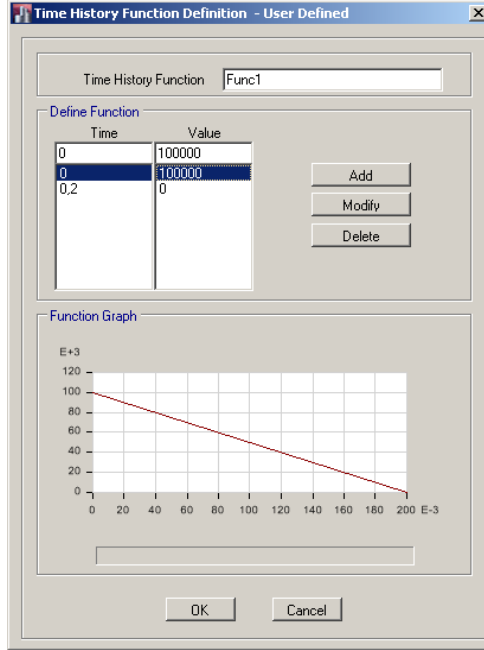 Time History Function Definition - User Defined
Time History Function Func1
Define Function
Time Value
0 100000
0 100000
0,2 0
Add
Modify
Delete
Function Graph
E+3
120
100
80
60
40
20
0
0 20 40 60 80 100 120 140 160 180 200 E-3
OK Cancel